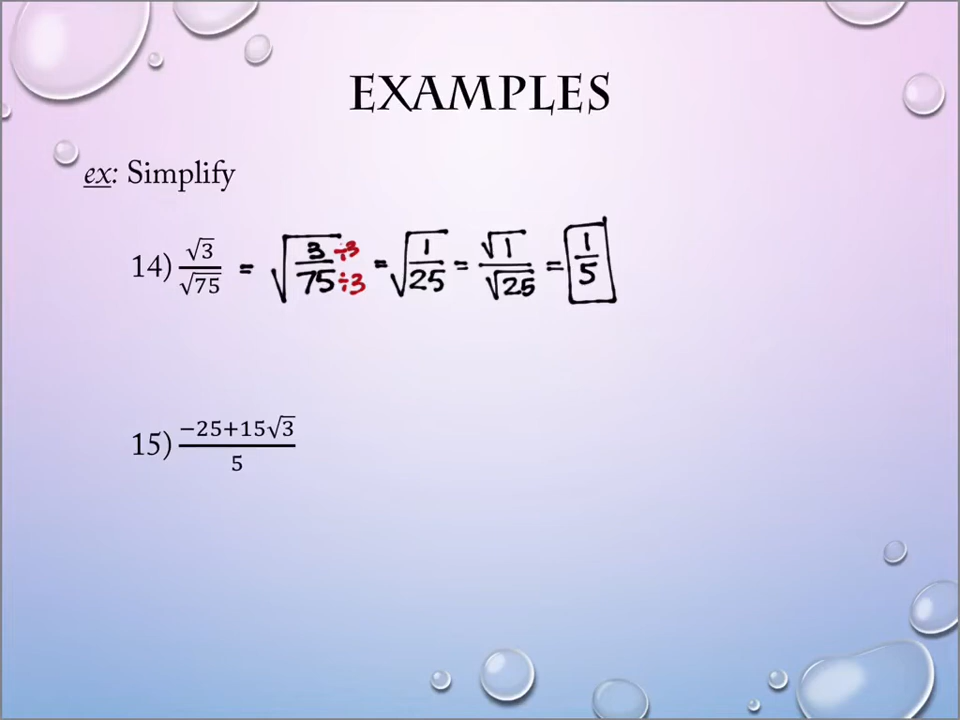 EXAMPLES
ex: Simplify
14) √3/√75 = √(3÷3/75÷3) = √(1/25) = √1/√25 = 1/5
15) (−25+15√3)/5